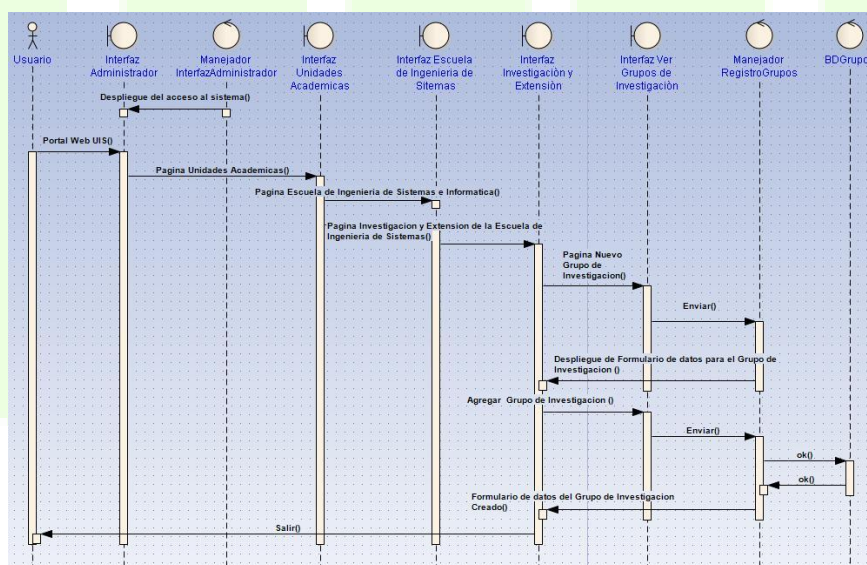 Usuario
Interfaz
Administrador
Manejador
InterfazAdministrador
Interfaz
Unidades
Academicas
Interfaz Escuela
de Ingenieria de
Sitemas
Interfaz
Investigaciòn y
Extensiòn
Interfaz Ver
Grupos de
Investigaciòn
Manejador
RegistroGrupos
BDGrupo
Despliegue del acceso al sistema()
Portal Web UIS()
Pagina Unidades Academicas()
Pagina Escuela de Ingenieria de Sistemas e Informatica()
Pagina Investigacion y Extension de la Escuela de
Ingenieria de Sistemas()
Pagina Nuevo
Grupo de
Investigacion()
Enviar()
Despliegue de Formulario de datos para el Grupo de
Investigacion ()
Agregar Grupo de Investigacion ()
Enviar()
ok()
ok()
Formulario de datos del Grupo de Investigacion
Creado()
Salir()